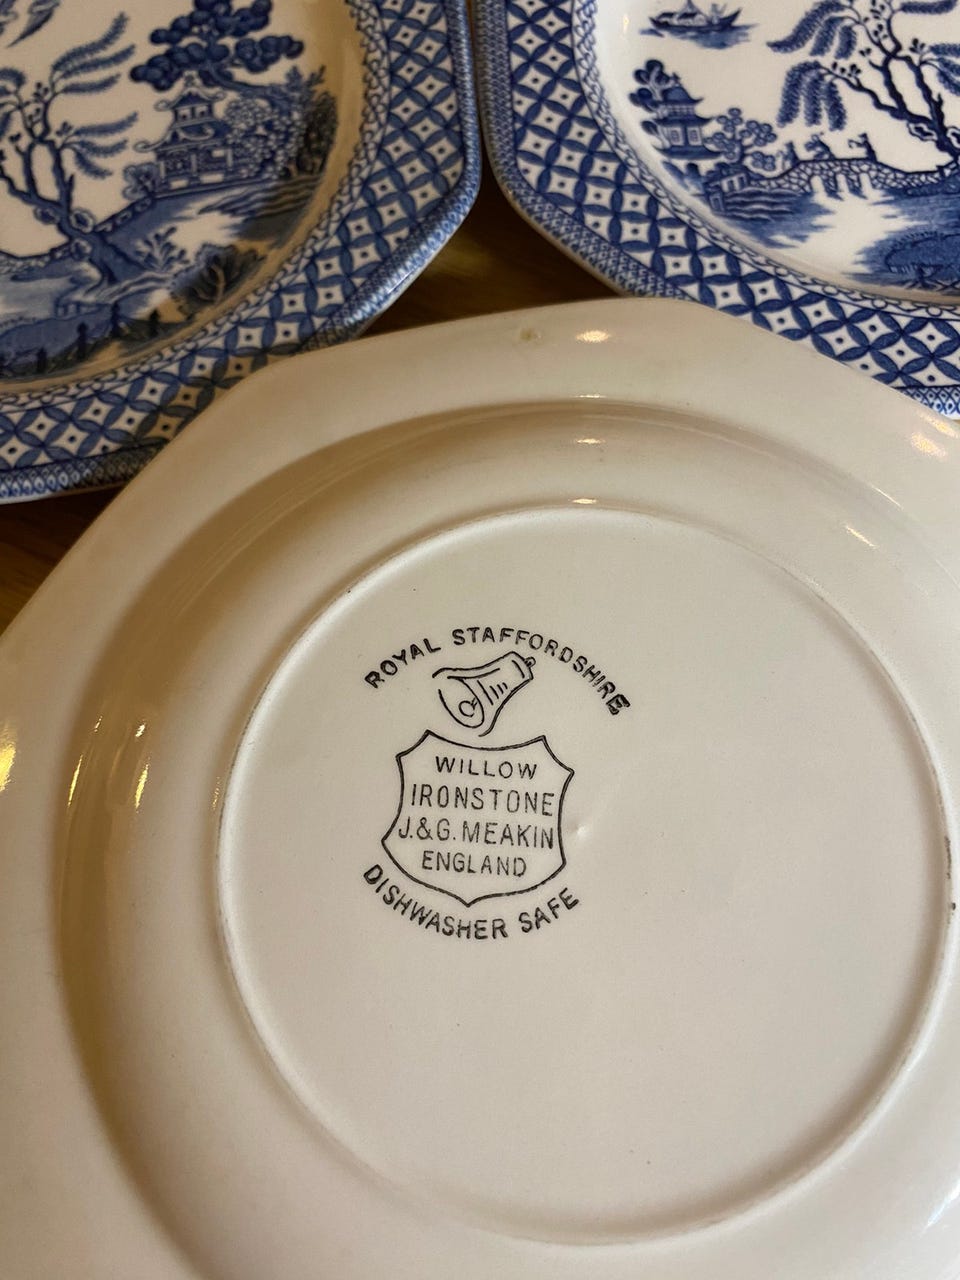 ROYAL STAFFORDSHIRE
WILLOW
IRONSTONE
J.&G. MEAKIN
ENGLAND
DISHWASHER SAFE